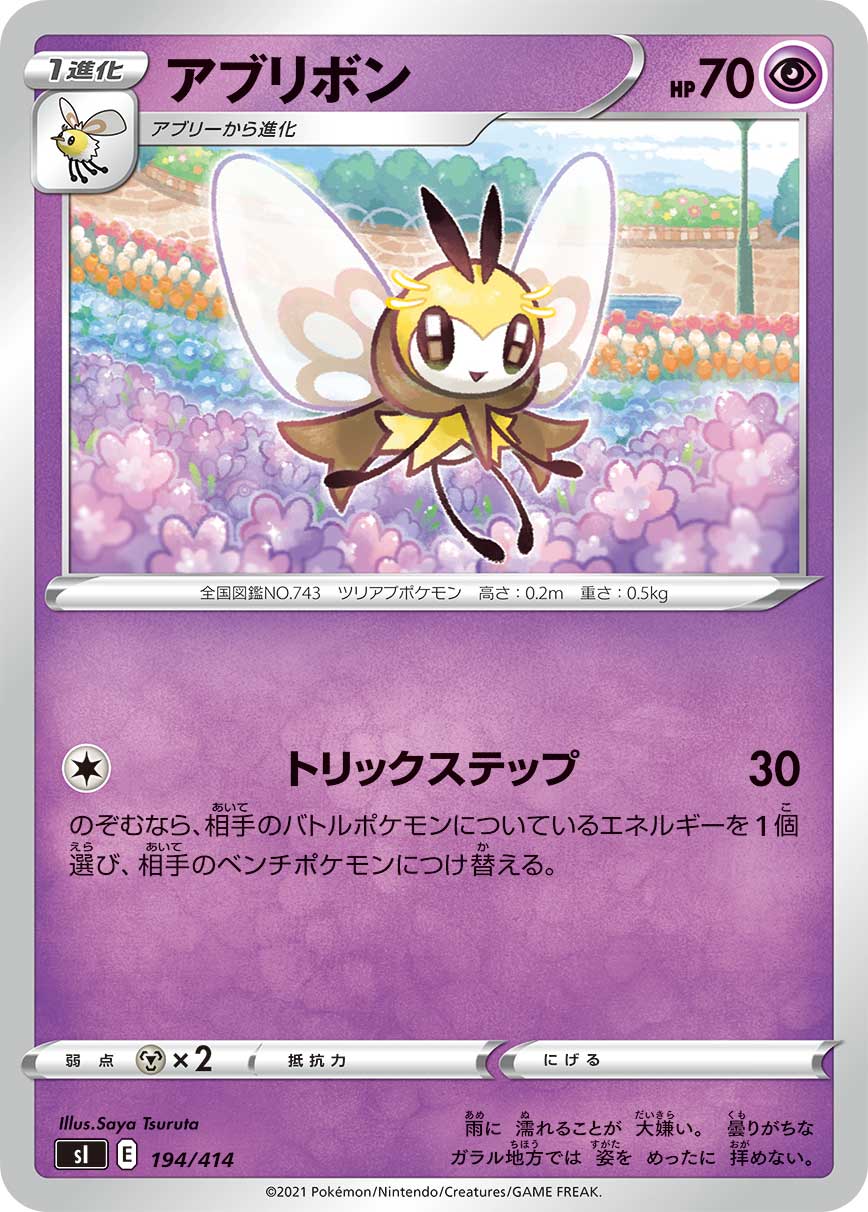 1進化
アブリボン
HP70
アブリーから進化
全国図鑑NO.743 ツリアブポケモン 高さ:0.2m 重さ:0.5kg
トリックステップ 30
のぞむなら、相手のバトルポケモンについているエネルギーを1個
選び、相手のベンチポケモンにつけ替える。
弱点 ×2 抵抗力 にげる
Illus.Saya Tsuruta
雨に 濡れることが 大嫌い。 曇りがちな
ガラル地方では 姿を めったに 拝めない。
sI E 194/414
©2021 Pokémon/Nintendo/Creatures/GAME FREAK.